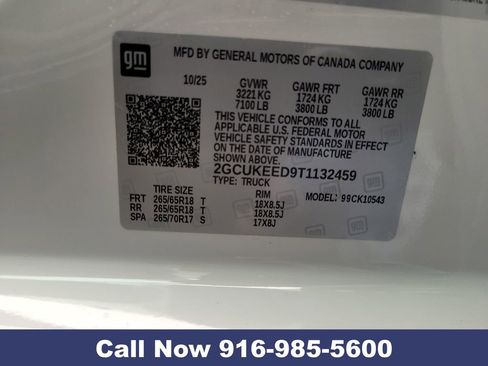 gm
MFD BY GENERAL MOTORS OF CANADA COMPANY
10/25 GVWR GAWR FRT GAWR RR
3221 KG 1724 KG 1724 KG
7100 LB 3800 LB 3800 LB
THIS VEHICLE CONFORMS TO ALL
APPLICABLE U.S. FEDERAL MOTOR
VEHICLE SAFETY STANDARDS IN EFFECT
ON THE DATE OF MANUFACTURE SHOWN ABOVE.
2GCUKEED9T1132459
TYPE: TRUCK
TIRE SIZE RIM MODEL: 99CK10543
FRT 265/65R18 T 18X8.5J
RR 265/65R18 T 18X8.5J
SPA 265/70R17 S 17X8J
Call Now 916-985-5600